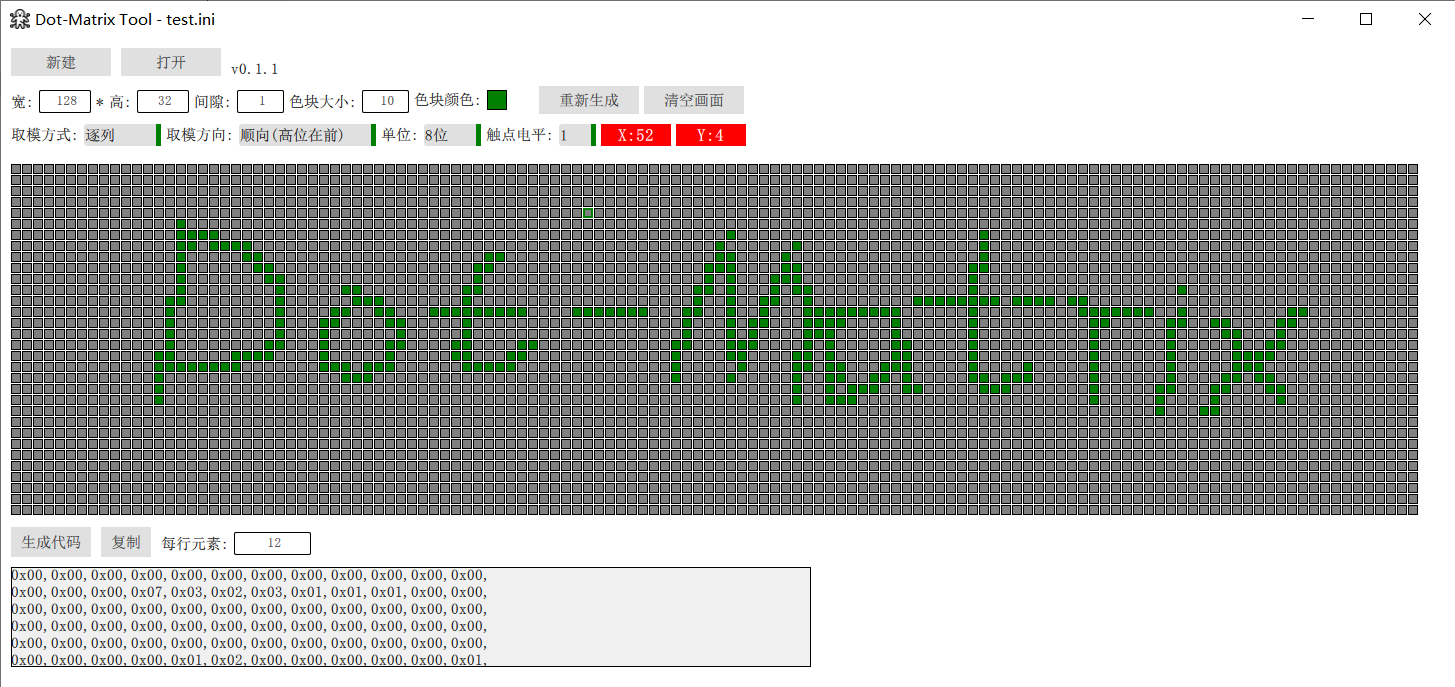 Dot-Matrix Tool - test.ini
新建 打开 v0.1.1
宽: 128 * 高: 32 间隙: 1 色块大小: 10 色块颜色: 重新生成 清空画面
取模方式: 逐列 取模方向: 顺向(高位在前) 单位: 8位 触点电平: 1 X:52 Y:4
Dot-Matrix
生成代码 复制 每行元素: 12
0x00,0x00,0x00,0x00,0x00,0x00,0x00,0x00,0x00,0x00,0x00,0x00,
0x00,0x00,0x00,0x07,0x03,0x02,0x03,0x01,0x01,0x01,0x00,0x00,
0x00,0x00,0x00,0x00,0x00,0x00,0x00,0x00,0x00,0x00,0x00,0x00,
0x00,0x00,0x00,0x00,0x00,0x00,0x00,0x00,0x00,0x00,0x00,0x00,
0x00,0x00,0x00,0x00,0x00,0x00,0x00,0x00,0x00,0x00,0x00,0x00,
0x00,0x00,0x00,0x00,0x01,0x02,0x00,0x00,0x00,0x00,0x00,0x01,